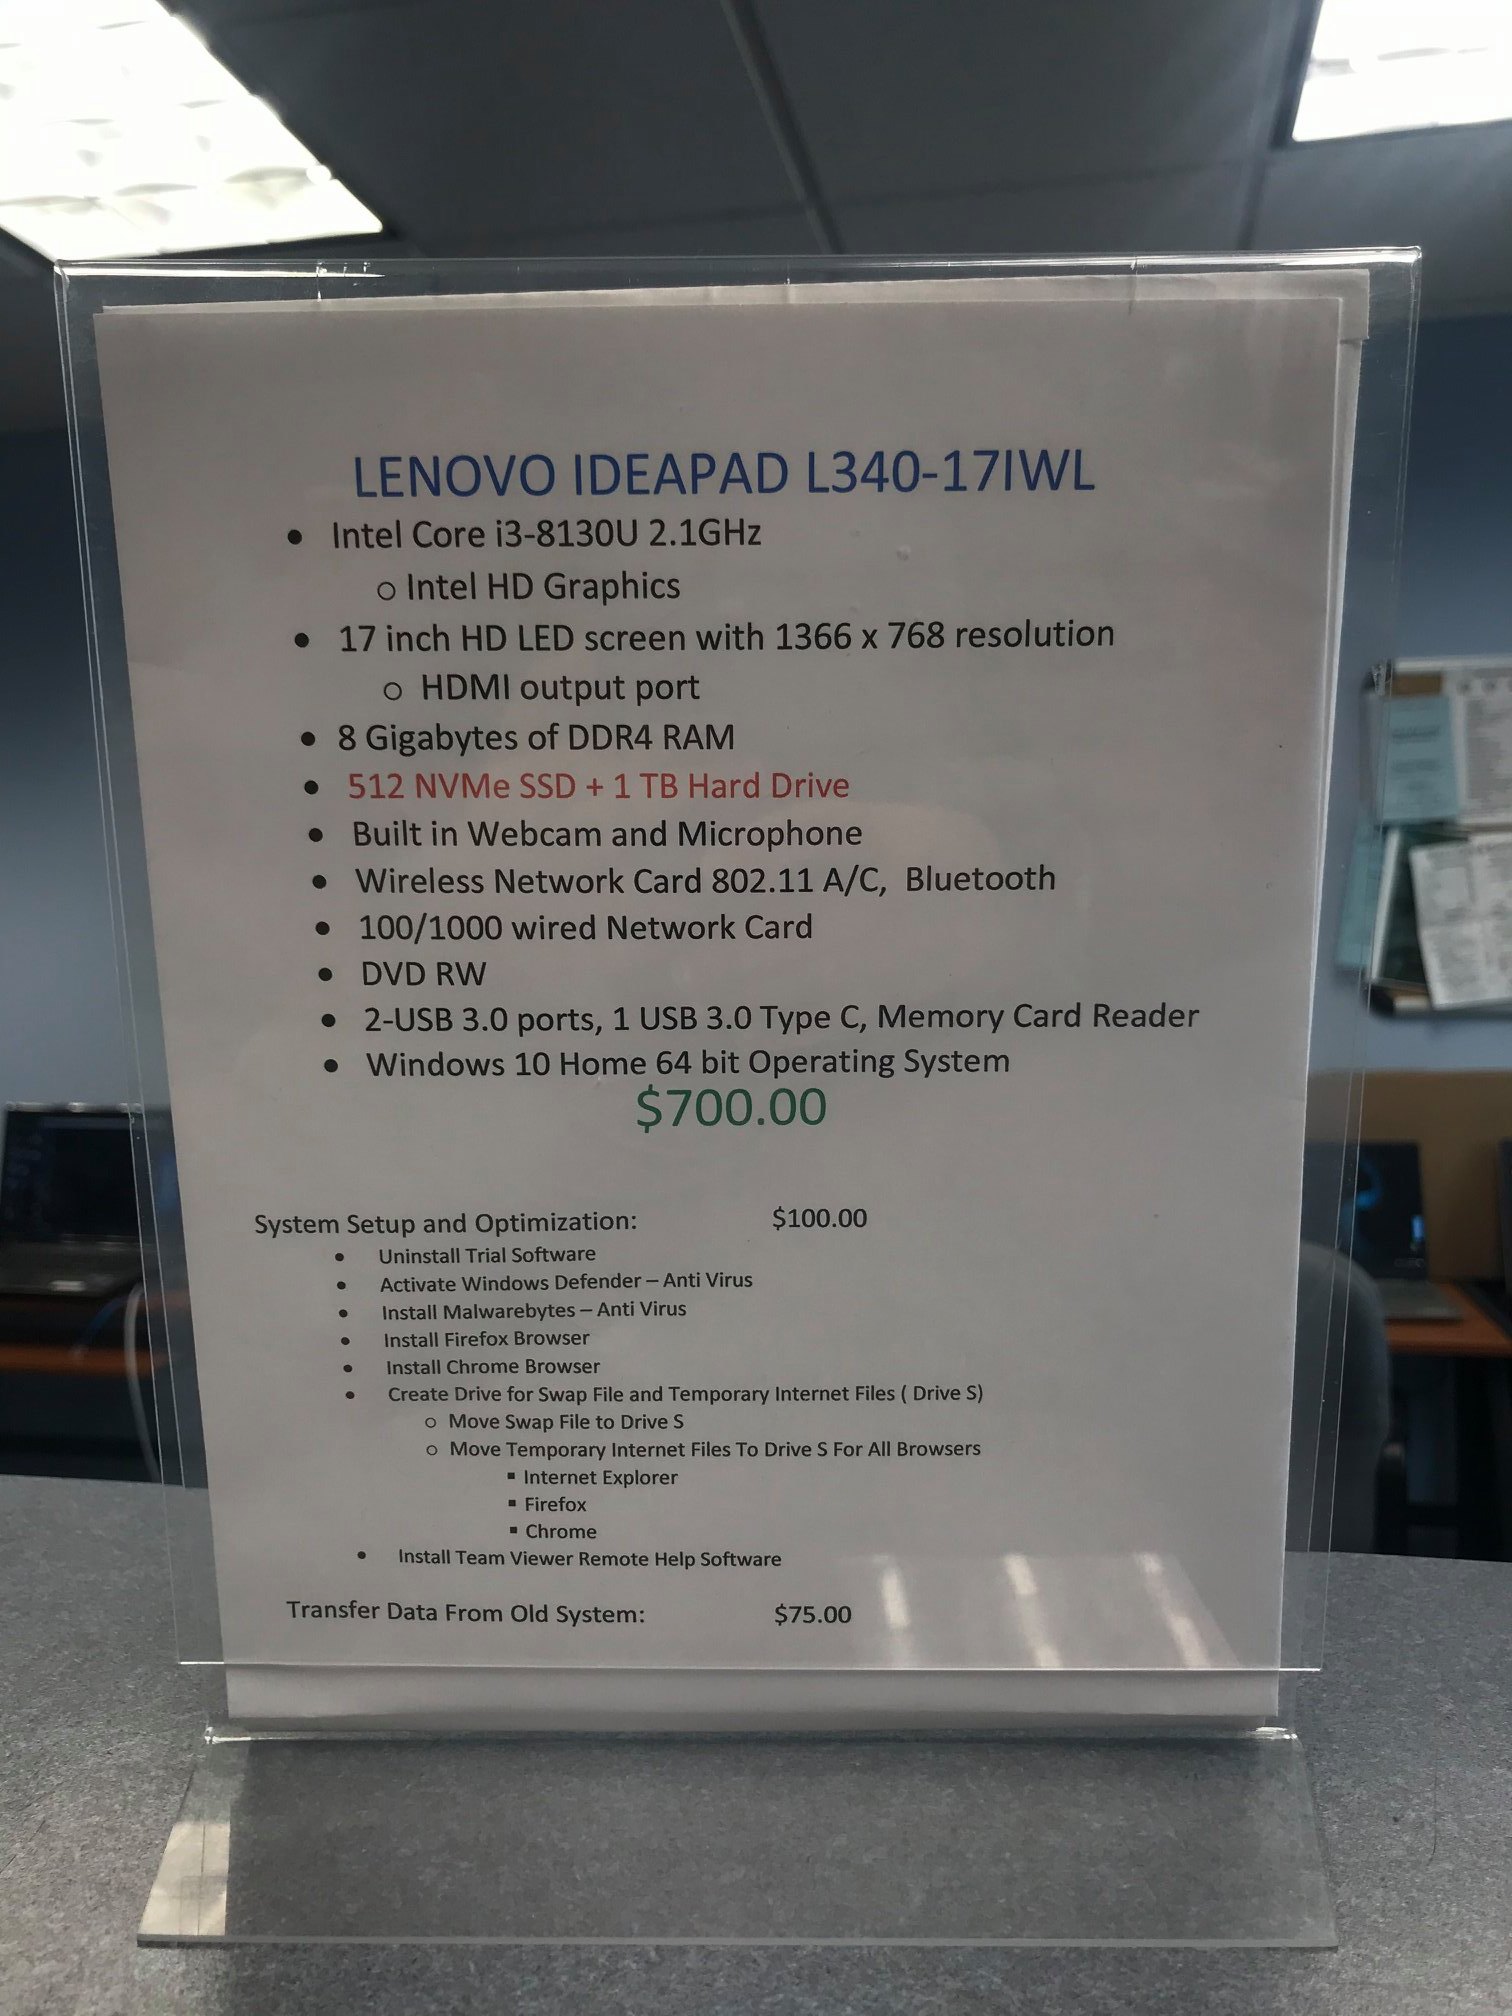 LENOVO IDEAPAD L340-17IWL
• Intel Core i3-8130U 2.1GHz
o Intel HD Graphics
• 17 inch HD LED screen with 1366 x 768 resolution
o HDMI output port
• 8 Gigabytes of DDR4 RAM
• 512 NVMe SSD + 1 TB Hard Drive
• Built in Webcam and Microphone
• Wireless Network Card 802.11 A/C, Bluetooth
• 100/1000 wired Network Card
• DVD RW
• 2-USB 3.0 ports, 1 USB 3.0 Type C, Memory Card Reader
• Windows 10 Home 64 bit Operating System
$700.00
System Setup and Optimization: $100.00
• Uninstall Trial Software
• Activate Windows Defender – Anti Virus
• Install Malwarebytes – Anti Virus
• Install Firefox Browser
• Install Chrome Browser
• Create Drive for Swap File and Temporary Internet Files ( Drive S)
o Move Swap File to Drive S
o Move Temporary Internet Files To Drive S For All Browsers
▪ Internet Explorer
▪ Firefox
▪ Chrome
• Install Team Viewer Remote Help Software
Transfer Data From Old System: $75.00